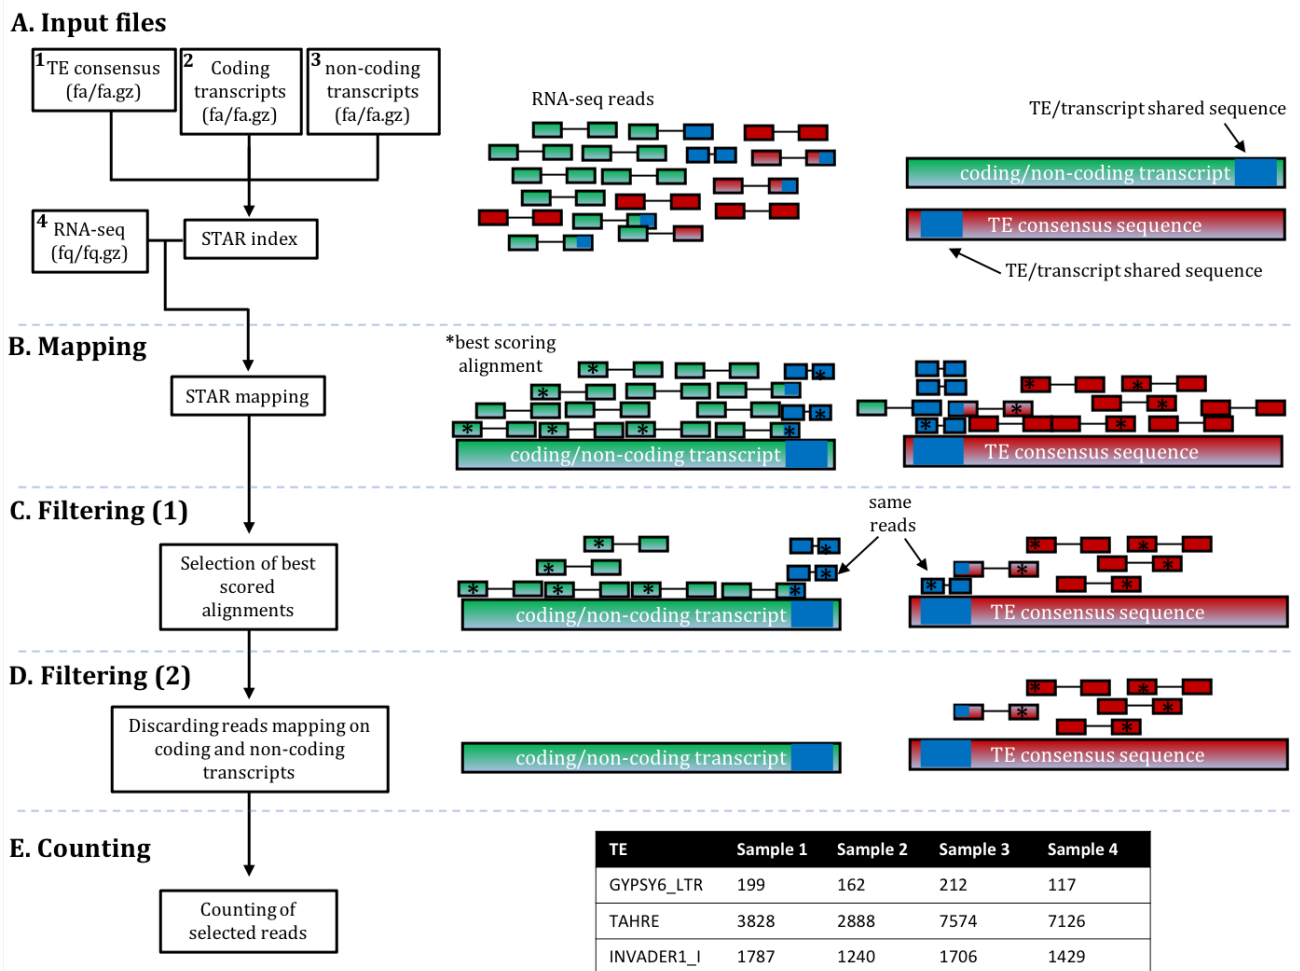 A. Input files
1 TE consensus
(fa/fa.gz)
2 Coding
transcripts
(fa/fa.gz)
3 non-coding
transcripts
(fa/fa.gz)
4 RNA-seq
(fq/fq.gz)
STAR index
RNA-seq reads
TE/transcript shared sequence
coding/non-coding transcript
TE consensus sequence
TE/transcript shared sequence
B. Mapping
STAR mapping
*best scoring
alignment
coding/non-coding transcript
TE consensus sequence
C. Filtering (1)
Selection of best
scored
alignments
same
reads
coding/non-coding transcript
TE consensus sequence
D. Filtering (2)
Discarding reads mapping on
coding and non-coding
transcripts
coding/non-coding transcript
TE consensus sequence
E. Counting
Counting of
selected reads
TE Sample 1 Sample 2 Sample 3 Sample 4
GYPSY6_LTR 199 162 212 117
TAHRE 3828 2888 7574 7126
INVADER1_I 1787 1240 1706 1429